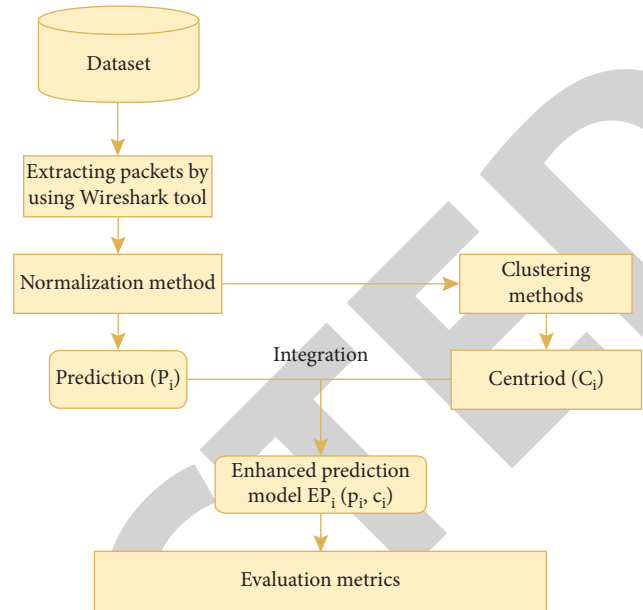 Dataset
Extracting packets by
using Wireshark tool
Normalization method
Clustering
methods
Integration
Prediction (Pi)
Centriod (Ci)
Enhanced prediction
model EPi (pi, ci)
Evaluation metrics